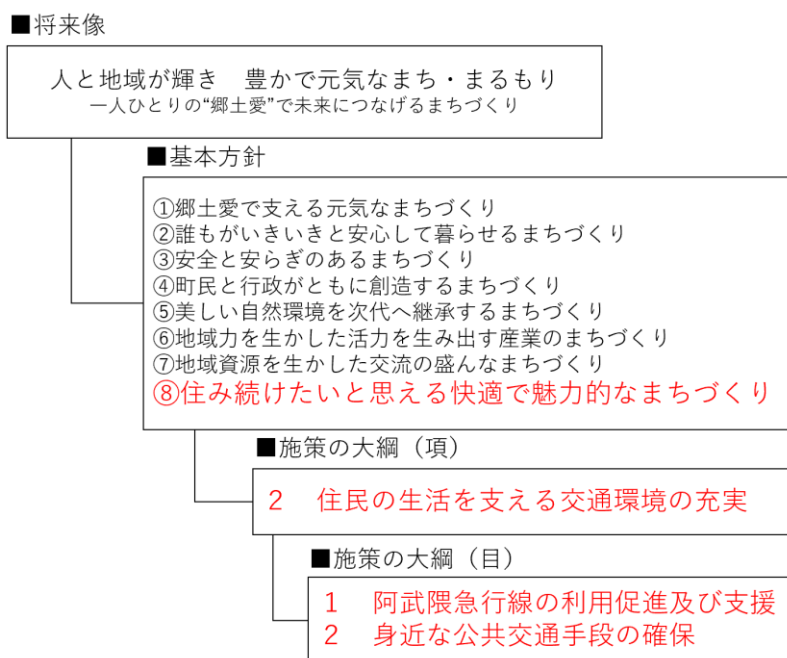 ■将来像
人と地域が輝き　豊かで元気なまち・まるもり
一人ひとりの“郷土愛”で未来につなげるまちづくり
■基本方針
①郷土愛で支える元気なまちづくり
②誰もがいきいきと安心して暮らせるまちづくり
③安全と安らぎのあるまちづくり
④町民と行政がともに創造するまちづくり
⑤美しい自然環境を次代へ継承するまちづくり
⑥地域力を生かした活力を生み出す産業のまちづくり
⑦地域資源を生かした交流の盛んなまちづくり
⑧住み続けたいと思える快適で魅力的なまちづくり
■施策の大綱（項）
2　住民の生活を支える交通環境の充実
■施策の大綱（目）
1　阿武隈急行線の利用促進及び支援
2　身近な公共交通手段の確保